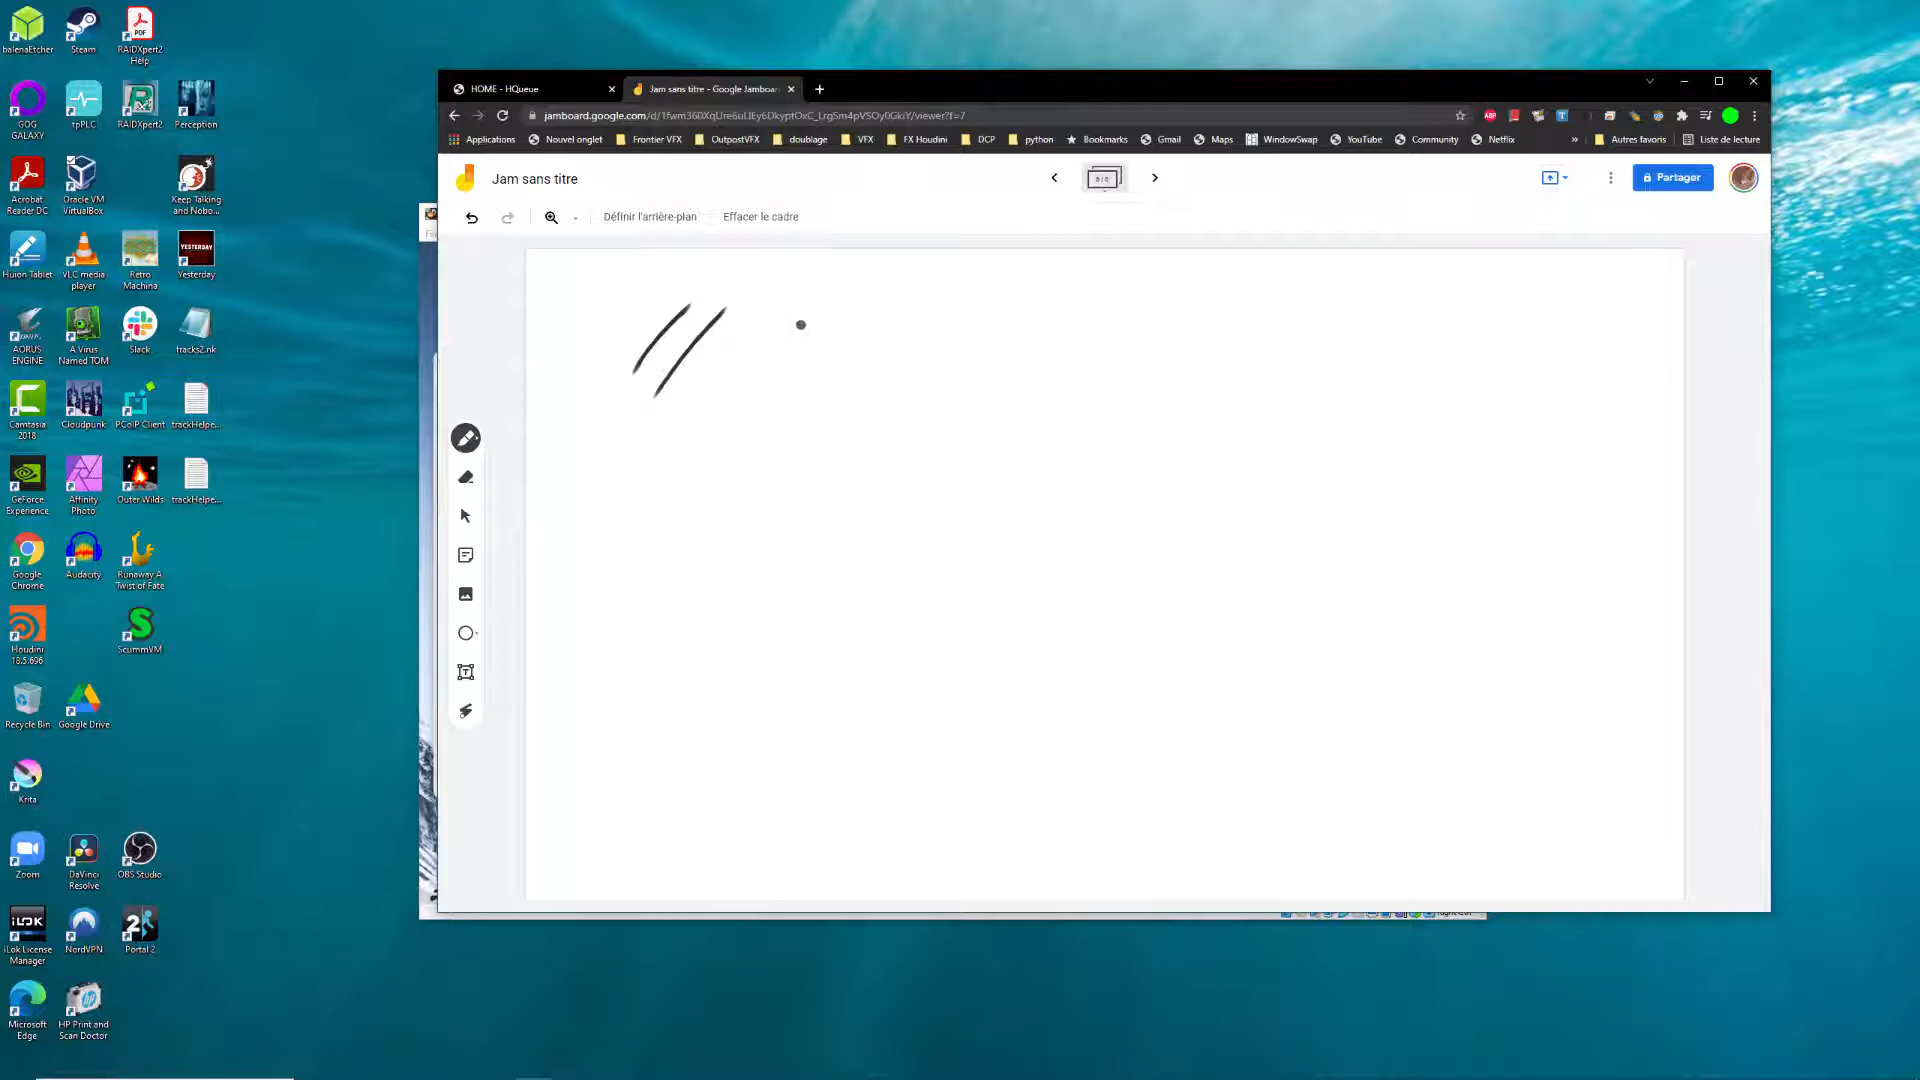 balenaEtcher
Steam
RAIDXpert2 Help
GOG GALAXY
tpPLC
RAIDXpert2
Perception
Acrobat Reader DC
Oracle VM VirtualBox
Keep Talking and Nobo...
Huion Tablet
VLC media player
Retro Machina
Yesterday
AORUS ENGINE
A Virus Named TOM
Slack
tracks2.nk
Camtasia 2018
Cloudpunk
PCoIP Client
trackHelpe...
GeForce Experience
Affinity Photo
Outer Wilds
trackHelpe...
Google Chrome
Audacity
Runaway A Twist of Fate
Houdini 18.5.696
ScummVM
Recycle Bin
Google Drive
Krita
Zoom
DaVinci Resolve
OBS Studio
iLOK
iLok License Manager
NordVPN
Portal 2
Microsoft Edge
HP Print and Scan Doctor
HOME - HQueue
Jam sans titre - Google Jamboar
Applications
Nouvel onglet
Frontier VFX
OutpostVFX
doublage
VFX
FX Houdini
DCP
python
Bookmarks
Gmail
Maps
WindowSwap
YouTube
Community
Netflix
»
Autres favoris
Liste de lecture
Jam sans titre
Partager
Définir l'arrière-plan
Effacer le cadre